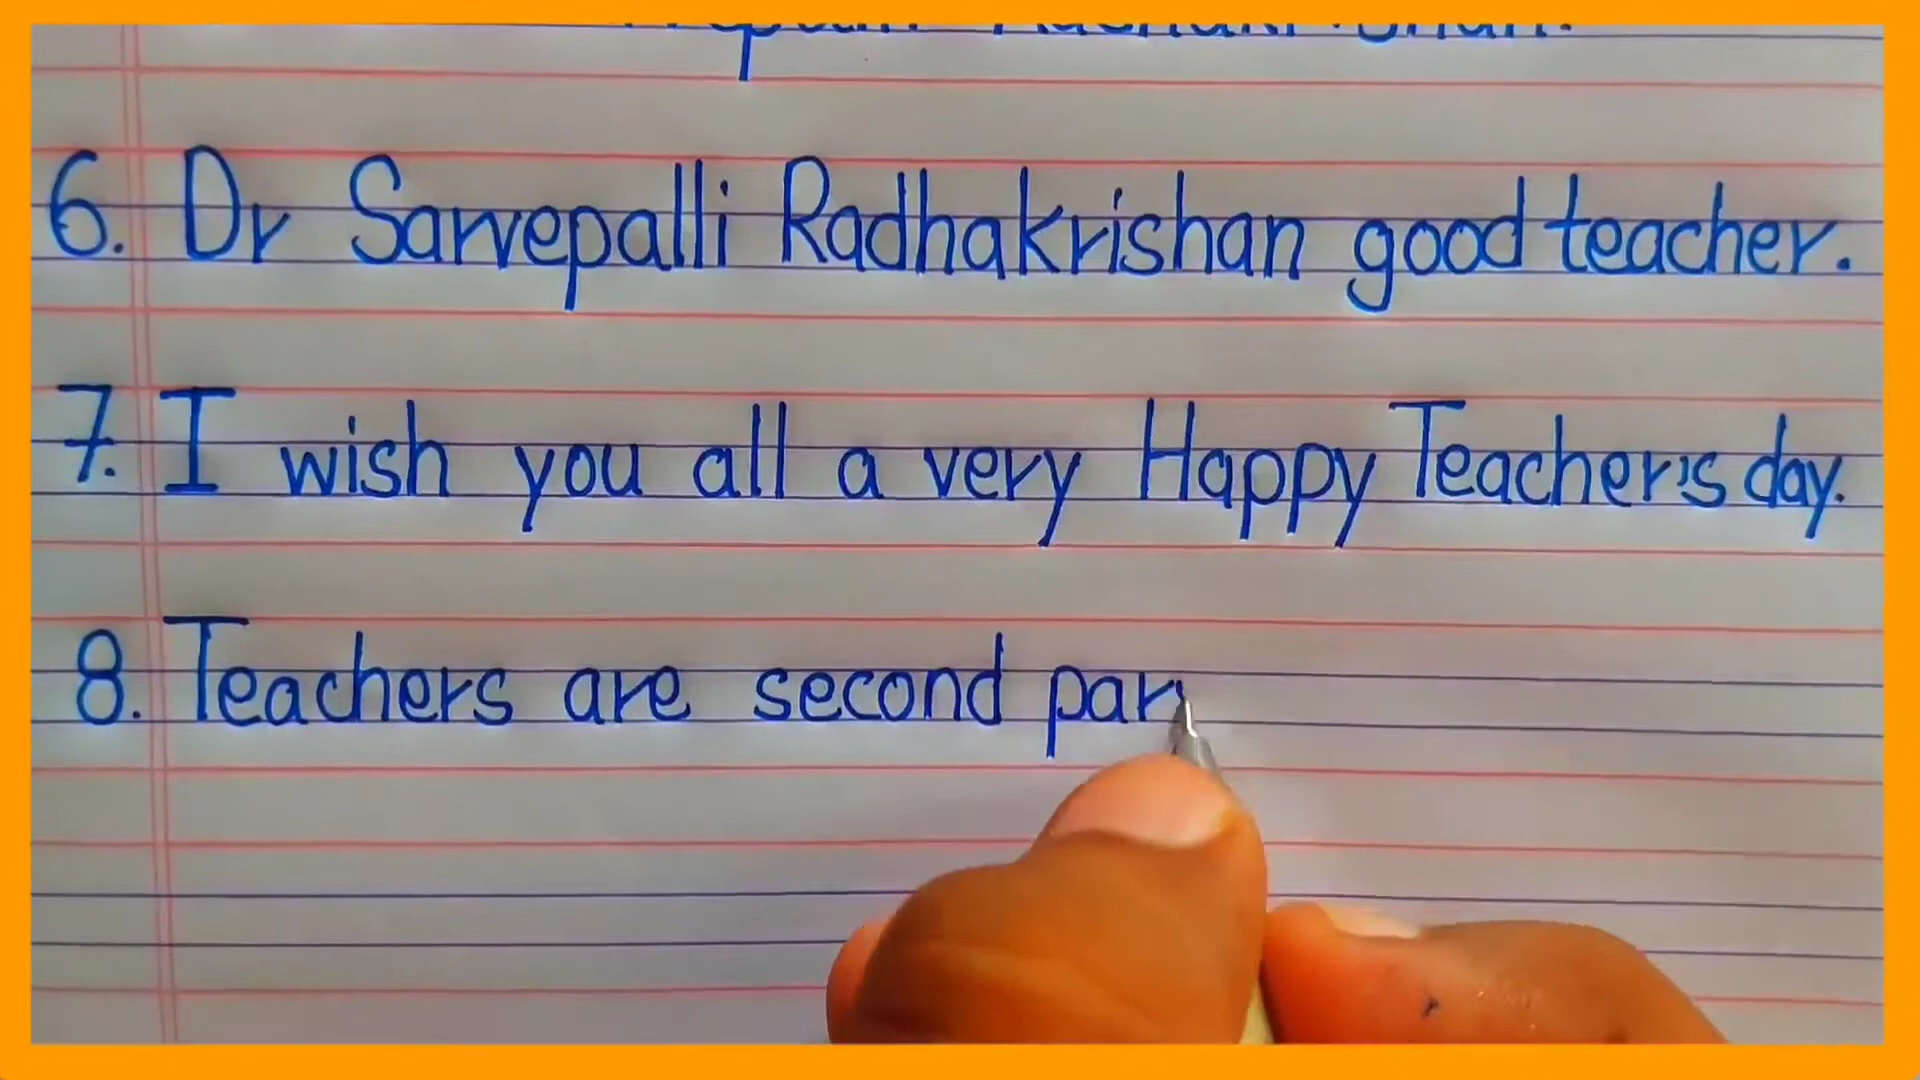 6. Dr Sarvepalli Radhakrishan good teacher.
7. I wish you all a very Happy Teacher's day.
8. Teachers are second par